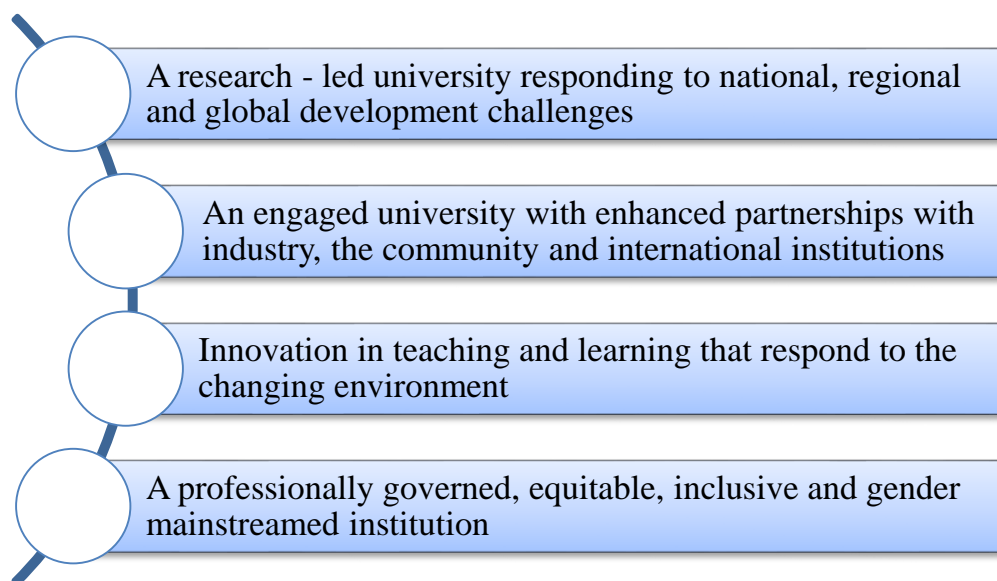 A research - led university responding to national, regional
and global development challenges
An engaged university with enhanced partnerships with
industry, the community and international institutions
Innovation in teaching and learning that respond to the
changing environment
A professionally governed, equitable, inclusive and gender
mainstreamed institution